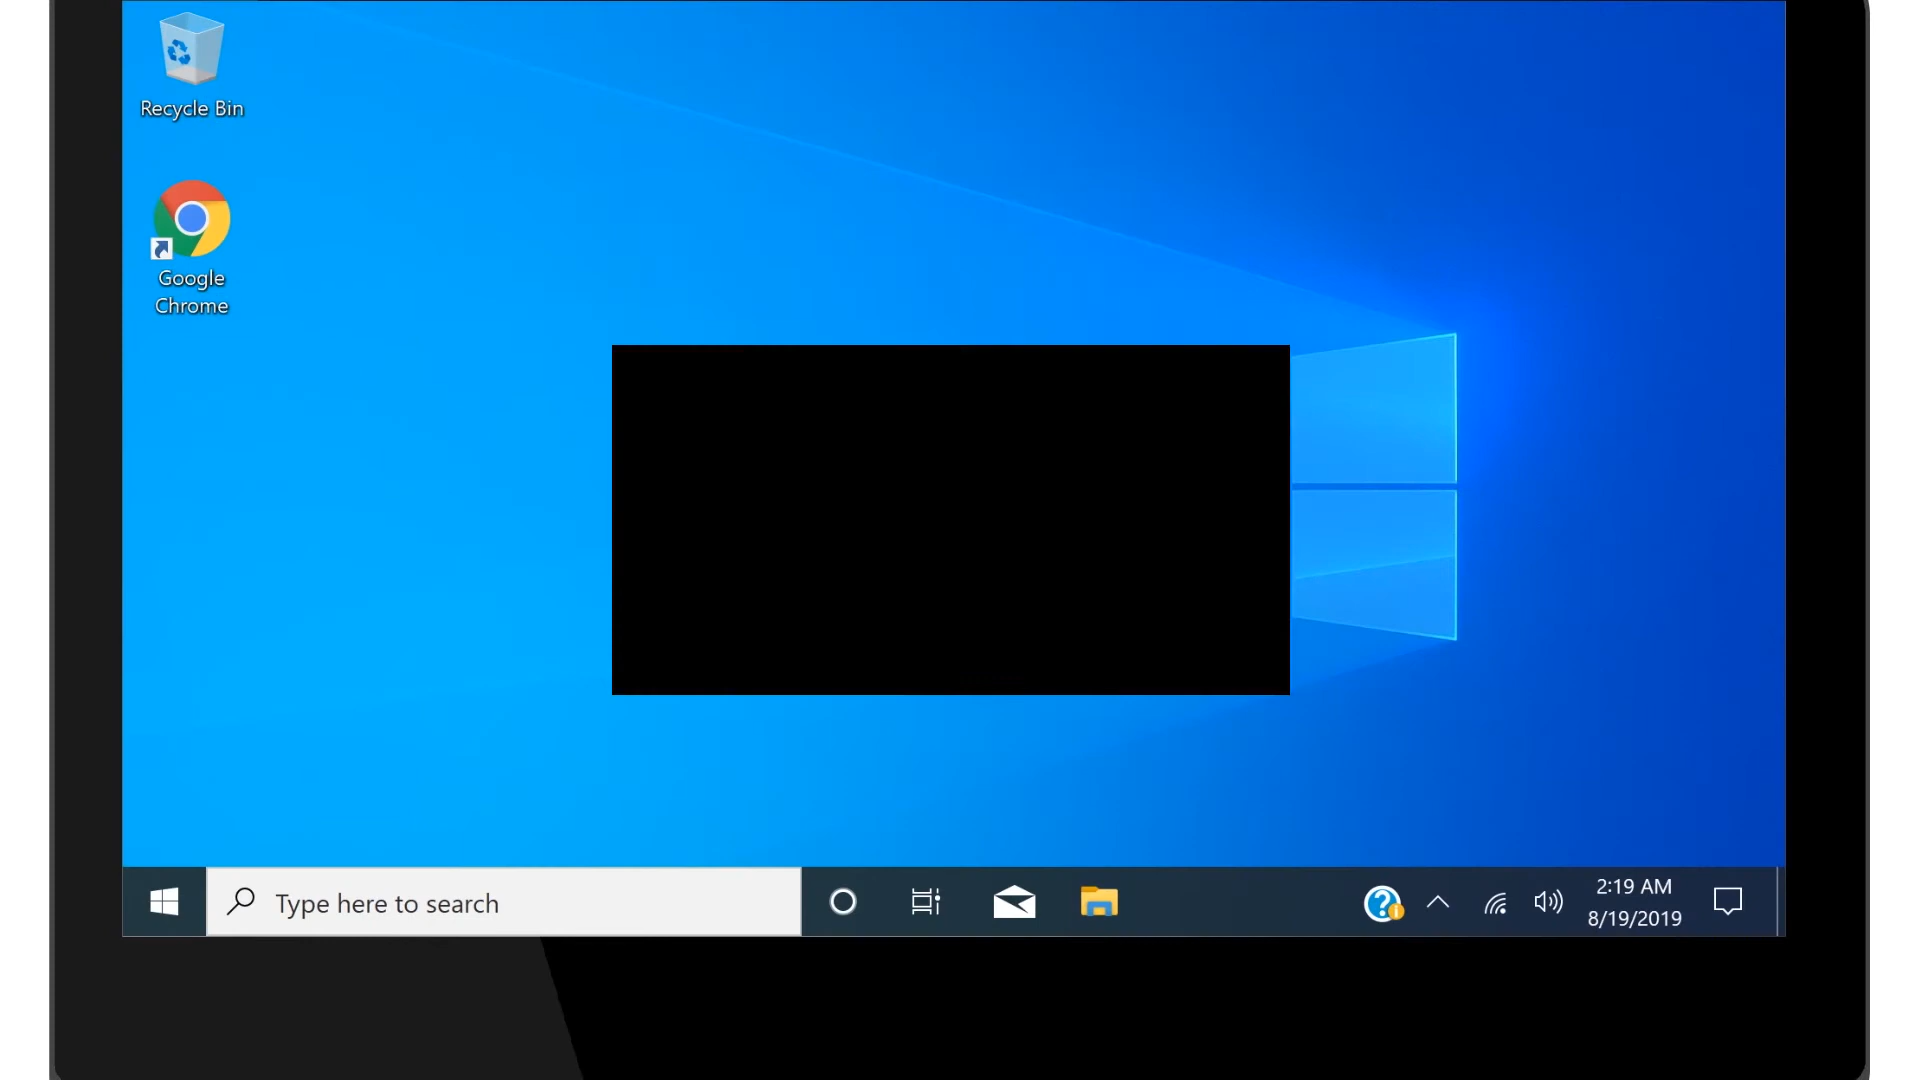 Recycle Bin
Google
Chrome
Type here to search
2:19 AM
8/19/2019